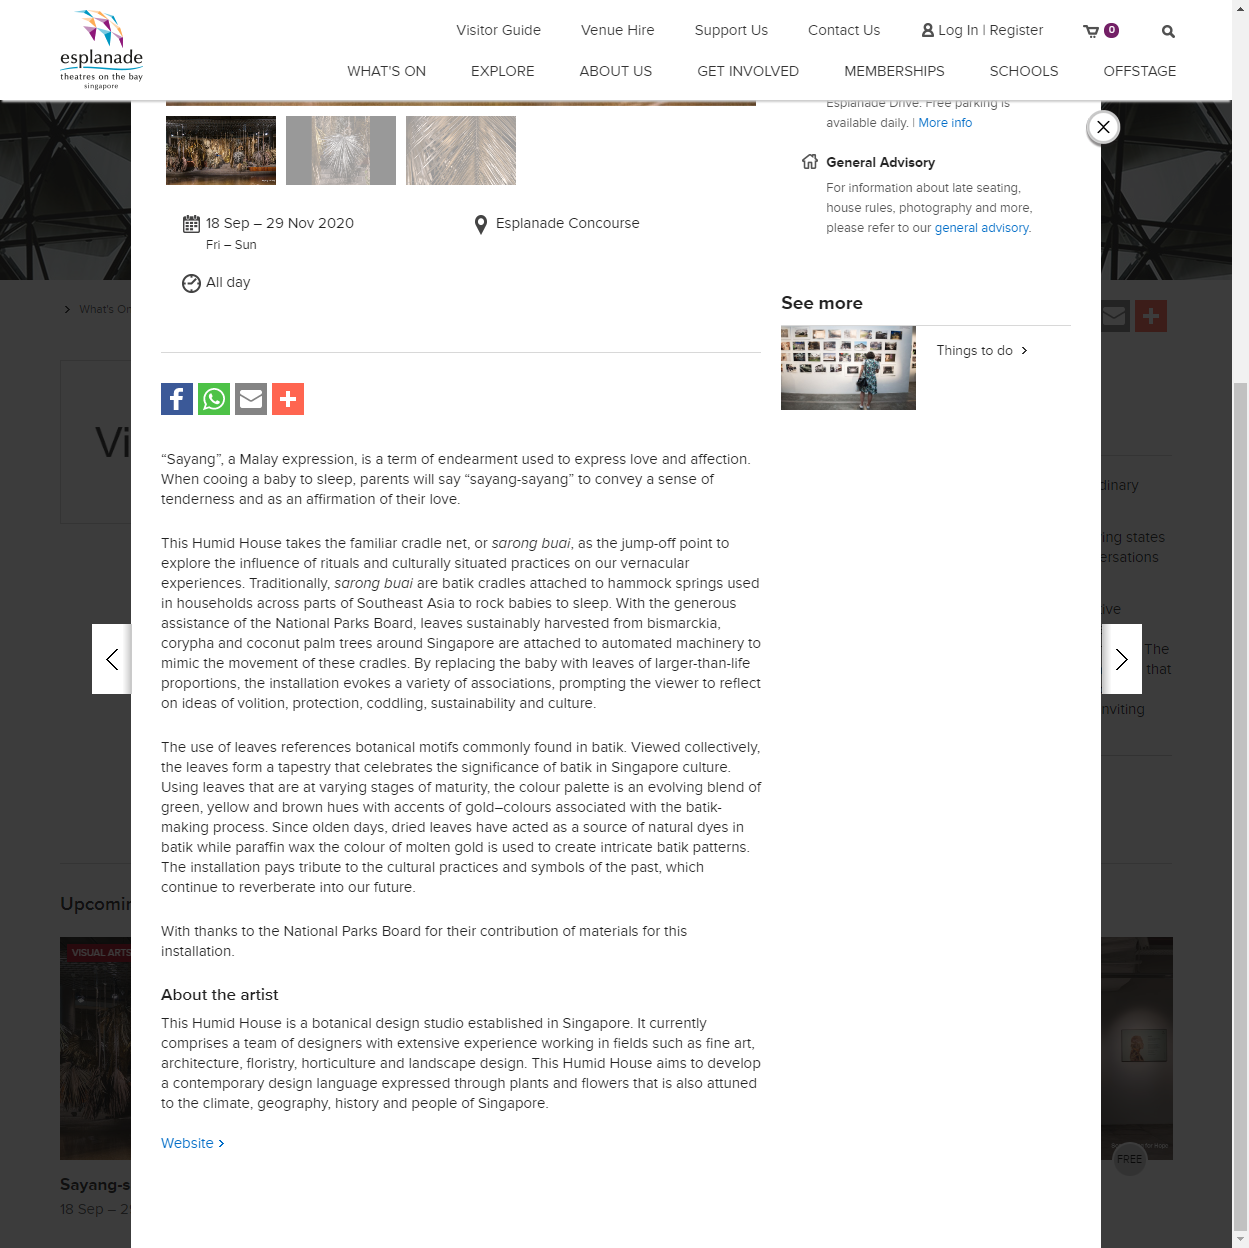 esplanade
theatres on the bay
singapore
Visitor Guide
Venue Hire
Support Us
Contact Us
Log In | Register
0
WHAT'S ON
EXPLORE
ABOUT US
GET INVOLVED
MEMBERSHIPS
SCHOOLS
OFFSTAGE
Esplanade Drive. Free parking is
available daily. | More info
General Advisory
For information about late seating,
house rules, photography and more,
please refer to our general advisory.
18 Sep – 29 Nov 2020
Fri – Sun
Esplanade Concourse
All day
See more
Things to do
What's On
“Sayang”, a Malay expression, is a term of endearment used to express love and affection.
When cooing a baby to sleep, parents will say “sayang-sayang” to convey a sense of
tenderness and as an affirmation of their love.
This Humid House takes the familiar cradle net, or sarong buai, as the jump-off point to
explore the influence of rituals and culturally situated practices on our vernacular
experiences. Traditionally, sarong buai are batik cradles attached to hammock springs used
in households across parts of Southeast Asia to rock babies to sleep. With the generous
assistance of the National Parks Board, leaves sustainably harvested from bismarckia,
corypha and coconut palm trees around Singapore are attached to automated machinery to
mimic the movement of these cradles. By replacing the baby with leaves of larger-than-life
proportions, the installation evokes a variety of associations, prompting the viewer to reflect
on ideas of volition, protection, coddling, sustainability and culture.
The use of leaves references botanical motifs commonly found in batik. Viewed collectively,
the leaves form a tapestry that celebrates the significance of batik in Singapore culture.
Using leaves that are at varying stages of maturity, the colour palette is an evolving blend of
green, yellow and brown hues with accents of gold–colours associated with the batik-
making process. Since olden days, dried leaves have acted as a source of natural dyes in
batik while paraffin wax the colour of molten gold is used to create intricate batik patterns.
The installation pays tribute to the cultural practices and symbols of the past, which
continue to reverberate into our future.
With thanks to the National Parks Board for their contribution of materials for this
installation.
About the artist
This Humid House is a botanical design studio established in Singapore. It currently
comprises a team of designers with extensive experience working in fields such as fine art,
architecture, floristry, horticulture and landscape design. This Humid House aims to develop
a contemporary design language expressed through plants and flowers that is also attuned
to the climate, geography, history and people of Singapore.
Website
Vi
dinary
ing states
ersations
ive
The
that
nviting
Upcomin
VISUAL ARTS
Sayang-s
18 Sep – 29
FREE